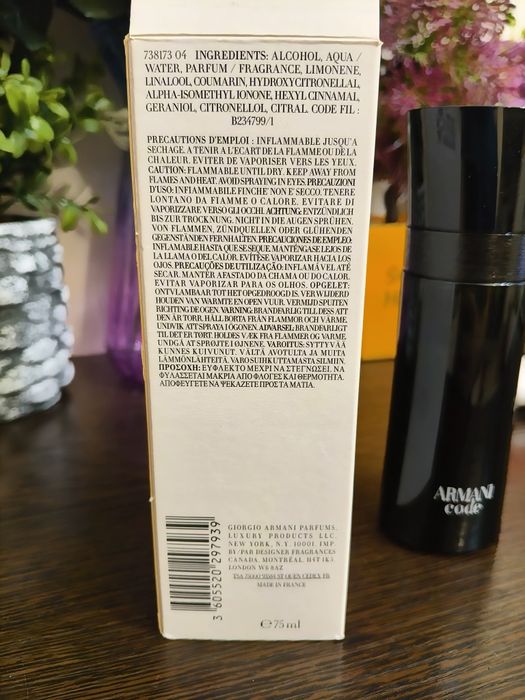 738173 04 INGREDIENTS: ALCOHOL, AQUA /
WATER, PARFUM / FRAGRANCE, LIMONENE,
LINALOOL, COUMARIN, HYDROXYCITRONELLAL,
ALPHA-ISOMETHYL IONONE, HEXYL CINNAMAL,
GERANIOL, CITRONELLOL, CITRAL. CODE FIL :
B234799/1
PRECAUTIONS D'EMPLOI : INFLAMMABLE JUSQU'A
SECHAGE. A TENIR A L'ECART DE LA FLAMME OU DE LA
CHALEUR. EVITER DE VAPORISER VERS LES YEUX.
CAUTION: FLAMMABLE UNTIL DRY. KEEP AWAY FROM
FLAMES AND HEAT. AVOID SPRAYING IN EYES. PRECAUZIONI
D'USO: INFIAMMABILE FINCHE' NON E' SECCO. TENERE
LONTANO DA FIAMME O CALORE. EVITARE DI
VAPORIZZARE VERSO GLI OCCHI. ACHTUNG: ENTZÜNDLICH
BIS ZUR TROCKNUNG. NICHT IN DIE AUGEN SPRÜHEN,
VON FLAMMEN, ZÜNDQUELLEN ODER GLÜHENDEN
GEGENSTÄNDEN FERNHALTEN. PRECAUCIONES DE EMPLEO:
INFLAMABLE HASTA QUE SE SEQUE. MANTÉNGASE LEJOS DE
LA LLAMA O DEL CALOR. EVÍTESE VAPORIZAR HACIA LOS
OJOS. PRECAUÇÕES DE UTILIZAÇÃO: INFLAMÁVEL ATÉ
SECAR. MANTER AFASTADO DA CHAMA OU DO CALOR.
EVITAR VAPORIZAR PARA OS OLHOS. OPGELET:
ONTVLAMBAAR TOT HET OPGEDROOGD IS. VERWIJDERD
HOUDEN VAN WARMTE EN OPEN VUUR. VERMIJD SPUITEN
RICHTING DE OGEN. VARNING: BRANDFARLIG TILL DESS ATT
DEN ÄR TORR. HÅLL BORTA FRÅN FLAMMOR OCH VÄRME.
UNDVIK ATT SPRAYA I ÖGONEN. ADVARSEL: BRANDFARLIGT
TIL DET ER TØRT. HOLDES VÆK FRA FLAMMER OG VARME.
UNDGÅ AT SPRØJTE I ØJNENE. VAROITUS: SYTTYVÄÄ
KUNNES KUIVUNUT. VÄLTÄ AVOTULTA JA MUITA
LÄMMÖNLÄHTEITÄ. VARO SUIHKUTTAMASTA SILMIIN.
ΠΡΟΣΟΧΗ: ΕΥΦΛΕΚΤΟ ΜΕΧΡΙ ΝΑ ΣΤΕΓΝΩΣΕΙ. ΝΑ
ΦΥΛΑΣΣΕΤΑΙ ΜΑΚΡΙΑ ΑΠΟ ΦΛΟΓΕΣ ΚΑΙ ΘΕΡΜΟΤΗΤΑ.
ΑΠΟΦΕΥΓΕΤΕ ΝΑ ΨΕΚΑΖΕΤΕ ΠΡΟΣ ΤΑ ΜΑΤΙΑ.
ARMANI
code
3 605520 297939
GIORGIO ARMANI PARFUMS,
LUXURY PRODUCTS LLC,
NEW YORK, N.Y. 10001. IMP.
BY/PAR DESIGNER FRAGRANCES
CANADA, MONTRÉAL, H4T 1K5.
LONDON W6 8AZ
TSA 75000 93584 ST OUEN CEDEX FR
MADE IN FRANCE
℮ 75 ml